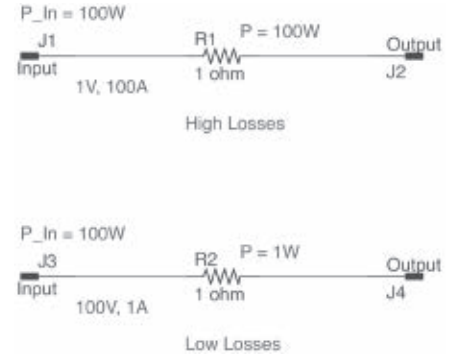 P_In = 100W
J1
R1
P = 100W
Output
Input
1 ohm
J2
1V, 100A
High Losses
P_In = 100W
J3
R2
P = 1W
Output
Input
1 ohm
J4
100V, 1A
Low Losses